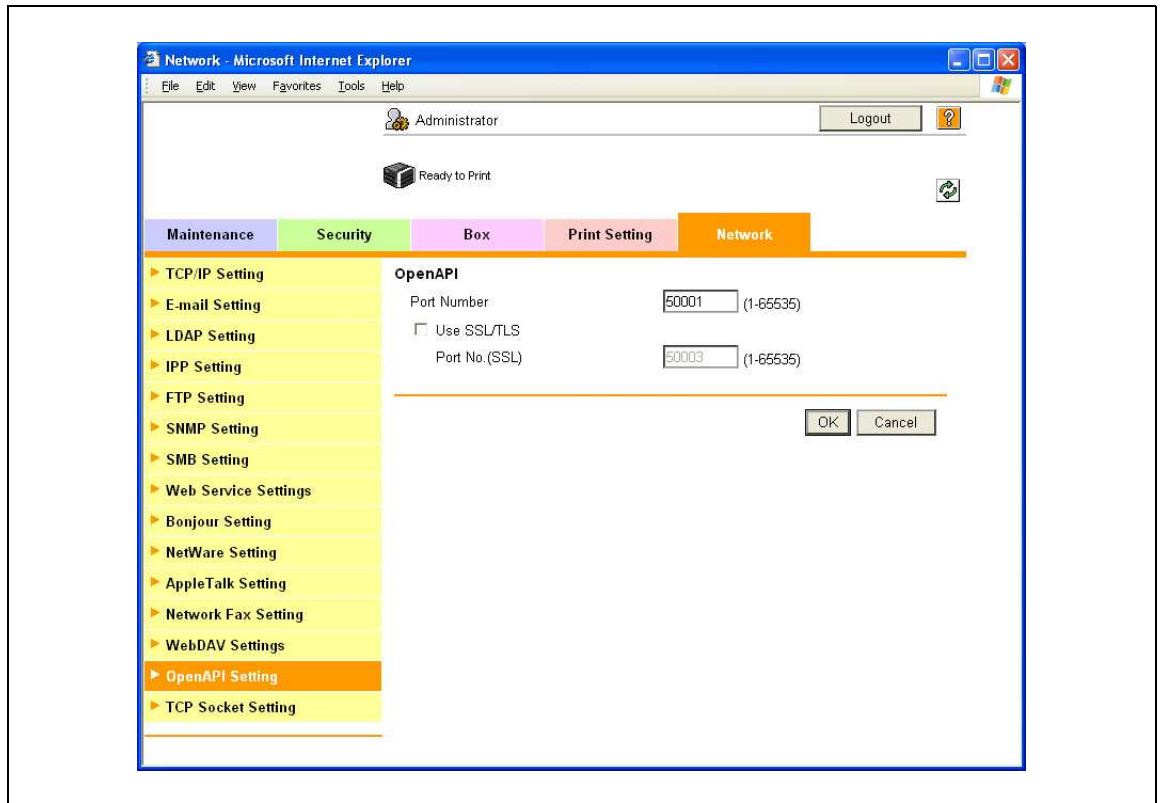 Network - Microsoft Internet Explorer
File Edit View Favorites Tools Help
Administrator
Logout
?
Ready to Print
Maintenance Security Box Print Setting Network
TCP/IP Setting
E-mail Setting
LDAP Setting
IPP Setting
FTP Setting
SNMP Setting
SMB Setting
Web Service Settings
Bonjour Setting
NetWare Setting
AppleTalk Setting
Network Fax Setting
WebDAV Settings
OpenAPI Setting
TCP Socket Setting
OpenAPI
Port Number 50001 (1-65535)
Use SSL/TLS
Port No.(SSL) 50003 (1-65535)
OK Cancel